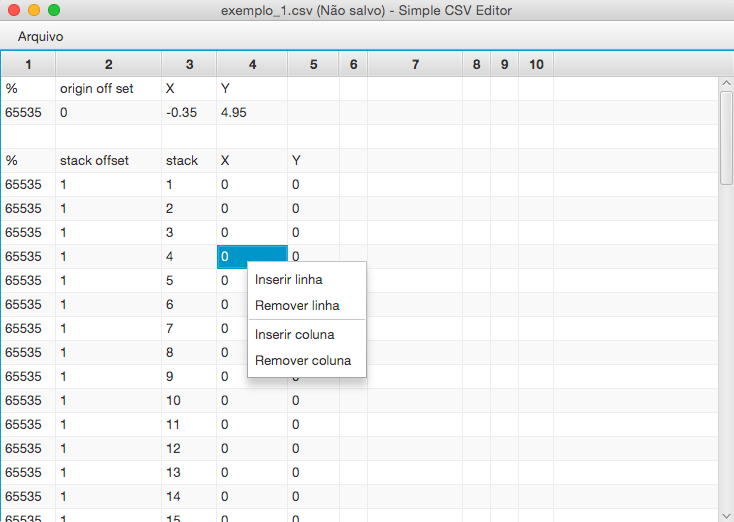 exemplo_1.csv (Não salvo) - Simple CSV Editor
Arquivo
1 2 3 4 5 6 7 8 9 10
% origin off set X Y
65535 0 -0.35 4.95
% stack offset stack X Y
65535 1 1 0 0
65535 1 2 0 0
65535 1 3 0 0
65535 1 4 0 0
65535 1 5 0
65535 1 6 0
65535 1 7 0
65535 1 8 0
65535 1 9 0 0
65535 1 10 0 0
65535 1 11 0 0
65535 1 12 0 0
65535 1 13 0 0
65535 1 14 0 0
65535 1 15 0 0
Inserir linha
Remover linha
Inserir coluna
Remover coluna